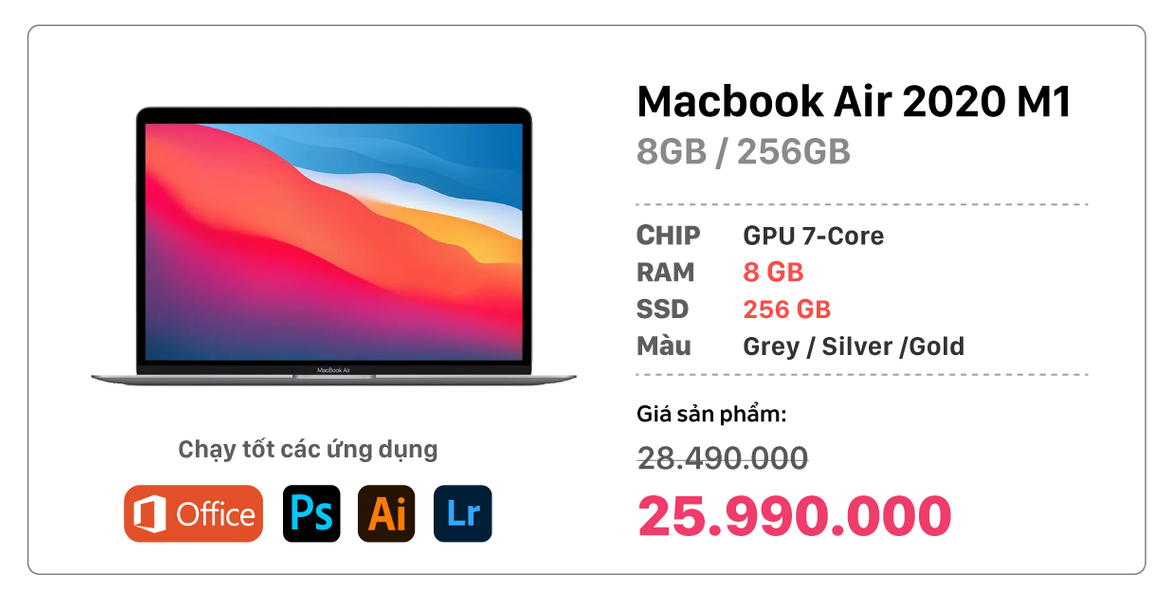 Macbook Air 2020 M1
8GB / 256GB
CHIP GPU 7-Core
RAM 8 GB
SSD 256 GB
Màu Grey / Silver /Gold
Giá sản phẩm:
28.490.000
25.990.000
MacBook Air
Chạy tốt các ứng dụng
Office Ps Ai Lr